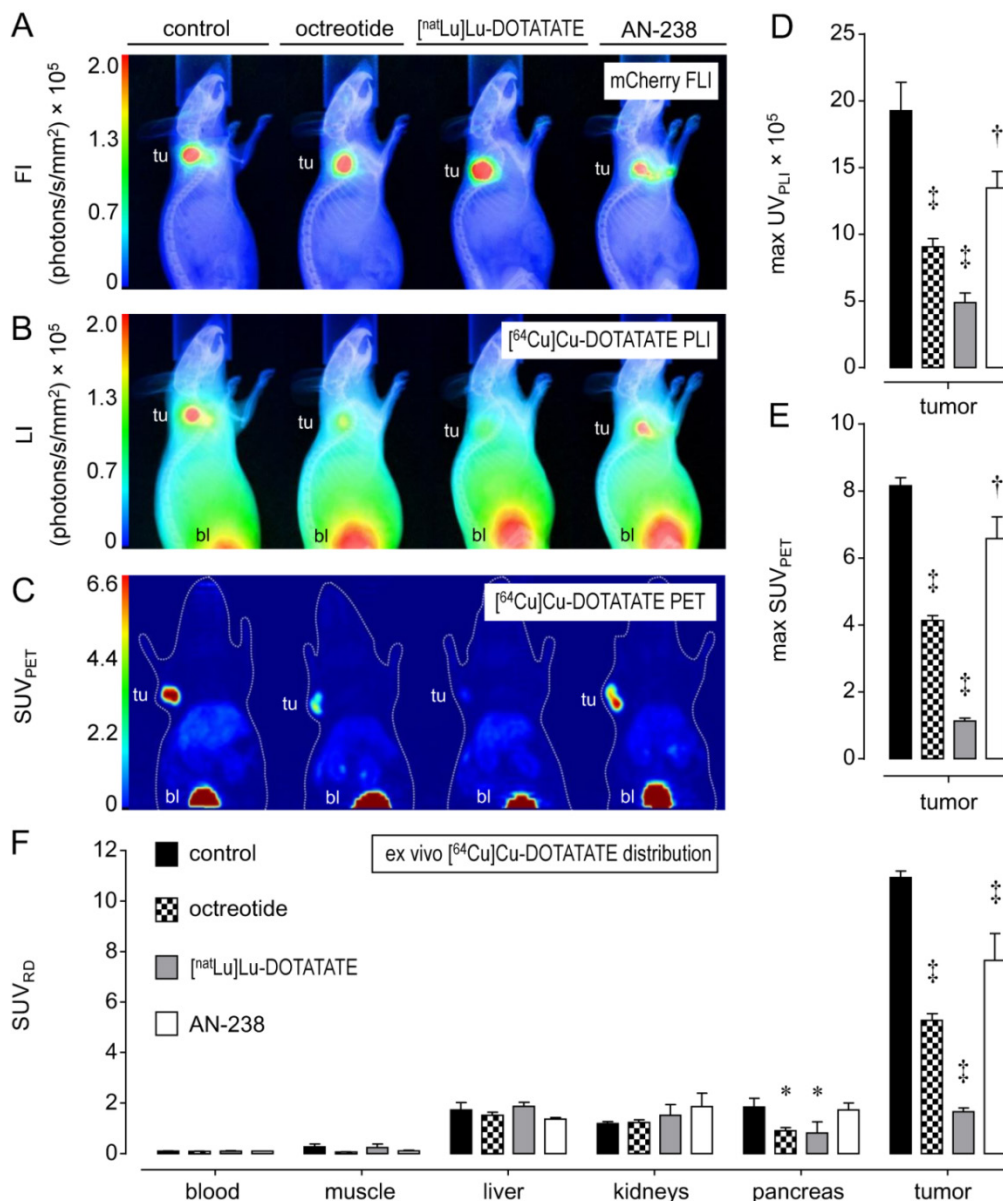 A
control
octreotide
[ⁿᵃᵗLu]Lu-DOTATATE
AN-238
FI
(photons/s/mm²) × 10⁵
2.0
1.3
0.7
0
mCherry FLI
tu
tu
tu
tu
B
LI
(photons/s/mm²) × 10⁵
2.0
1.3
0.7
0
[⁶⁴Cu]Cu-DOTATATE PLI
tu
tu
tu
tu
bl
bl
bl
bl
C
SUV_PET
6.6
4.4
2.2
0
[⁶⁴Cu]Cu-DOTATATE PET
tu
tu
tu
tu
bl
bl
bl
bl
D
max UV_PLI × 10⁵
25
20
15
10
5
0
‡
‡
†
tumor
E
max SUV_PET
8
6
4
2
0
‡
‡
†
tumor
F
SUV_RD
12
10
8
6
4
2
0
control
octreotide
[ⁿᵃᵗLu]Lu-DOTATATE
AN-238
ex vivo [⁶⁴Cu]Cu-DOTATATE distribution
* *
‡
‡
‡
blood
muscle
liver
kidneys
pancreas
tumor